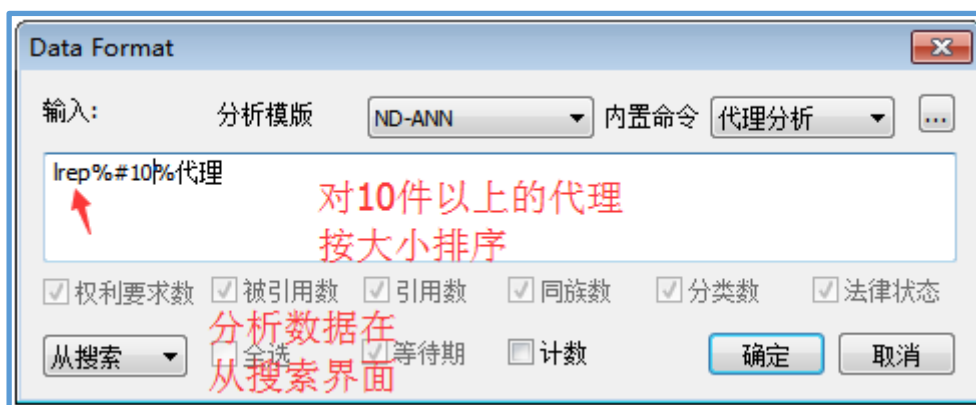 Data Format
输入: 分析模版 ND-ANN 内置命令 代理分析 ...
lrep%#10%代理
对10件以上的代理
按大小排序
权利要求数 被引用数 引用数 同族数 分类数 法律状态
分析数据在
从搜索 全选 等待期 计数 确定 取消
从搜索界面